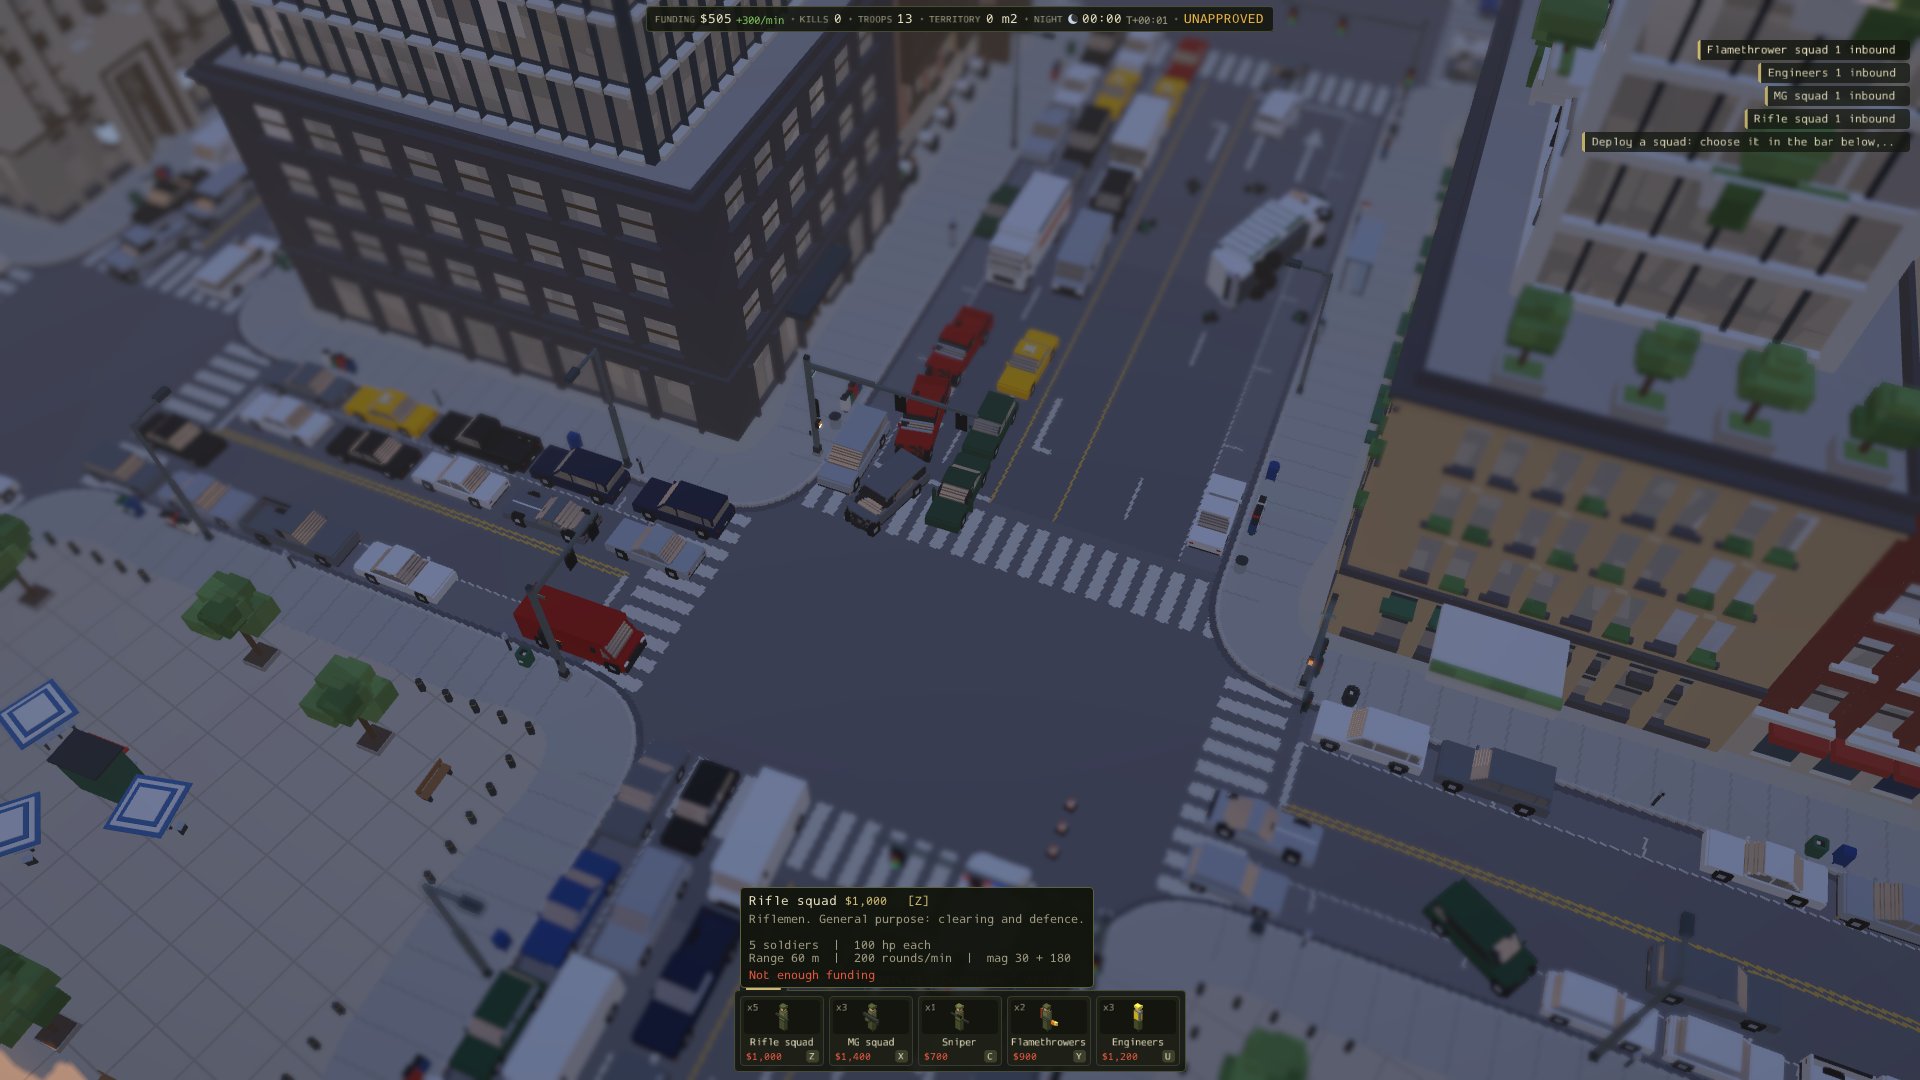 FUNDING $505 +300/min · KILLS 0 · TROOPS 13 · TERRITORY 0 m2 · NIGHT 00:00 T+00:01 · UNAPPROVED
Flamethrower squad 1 inbound
Engineers 1 inbound
MG squad 1 inbound
Rifle squad 1 inbound
Deploy a squad: choose it in the bar below,..
Rifle squad $1,000 [Z]
Riflemen. General purpose: clearing and defence.
5 soldiers | 100 hp each
Range 60 m | 200 rounds/min | mag 30 + 180
Not enough funding
x5 x3 x1 x2 x3
Rifle squad MG squad Sniper Flamethrowers Engineers
$1,000 Z $1,400 X $700 C $900 Y $1,200 U